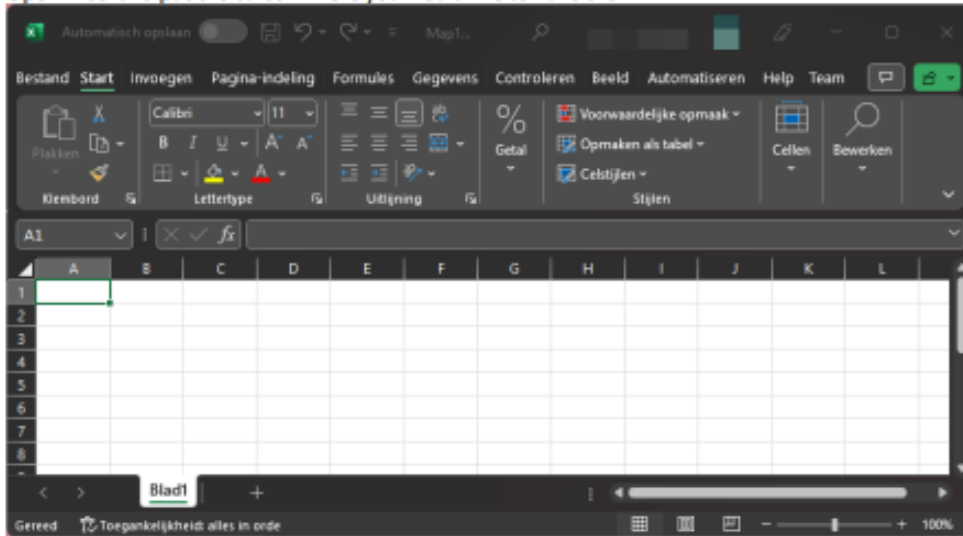 Automatisch opslaan Map1...
Bestand Start Invoegen Pagina-indeling Formules Gegevens Controleren Beeld Automatiseren Help Team
Calibri 11
Plakken
B I U A A
A
Klembord Lettertype Uitlijning
% Getal
Voorwaardelijke opmaak
Opmaken als tabel
Celstijlen
Stijlen
Cellen Bewerken
A1 fx
A B C D E F G H I J K L
1
2
3
4
5
6
7
8
Blad1 +
Gereed Toegankelijkheid: alles in orde 100%